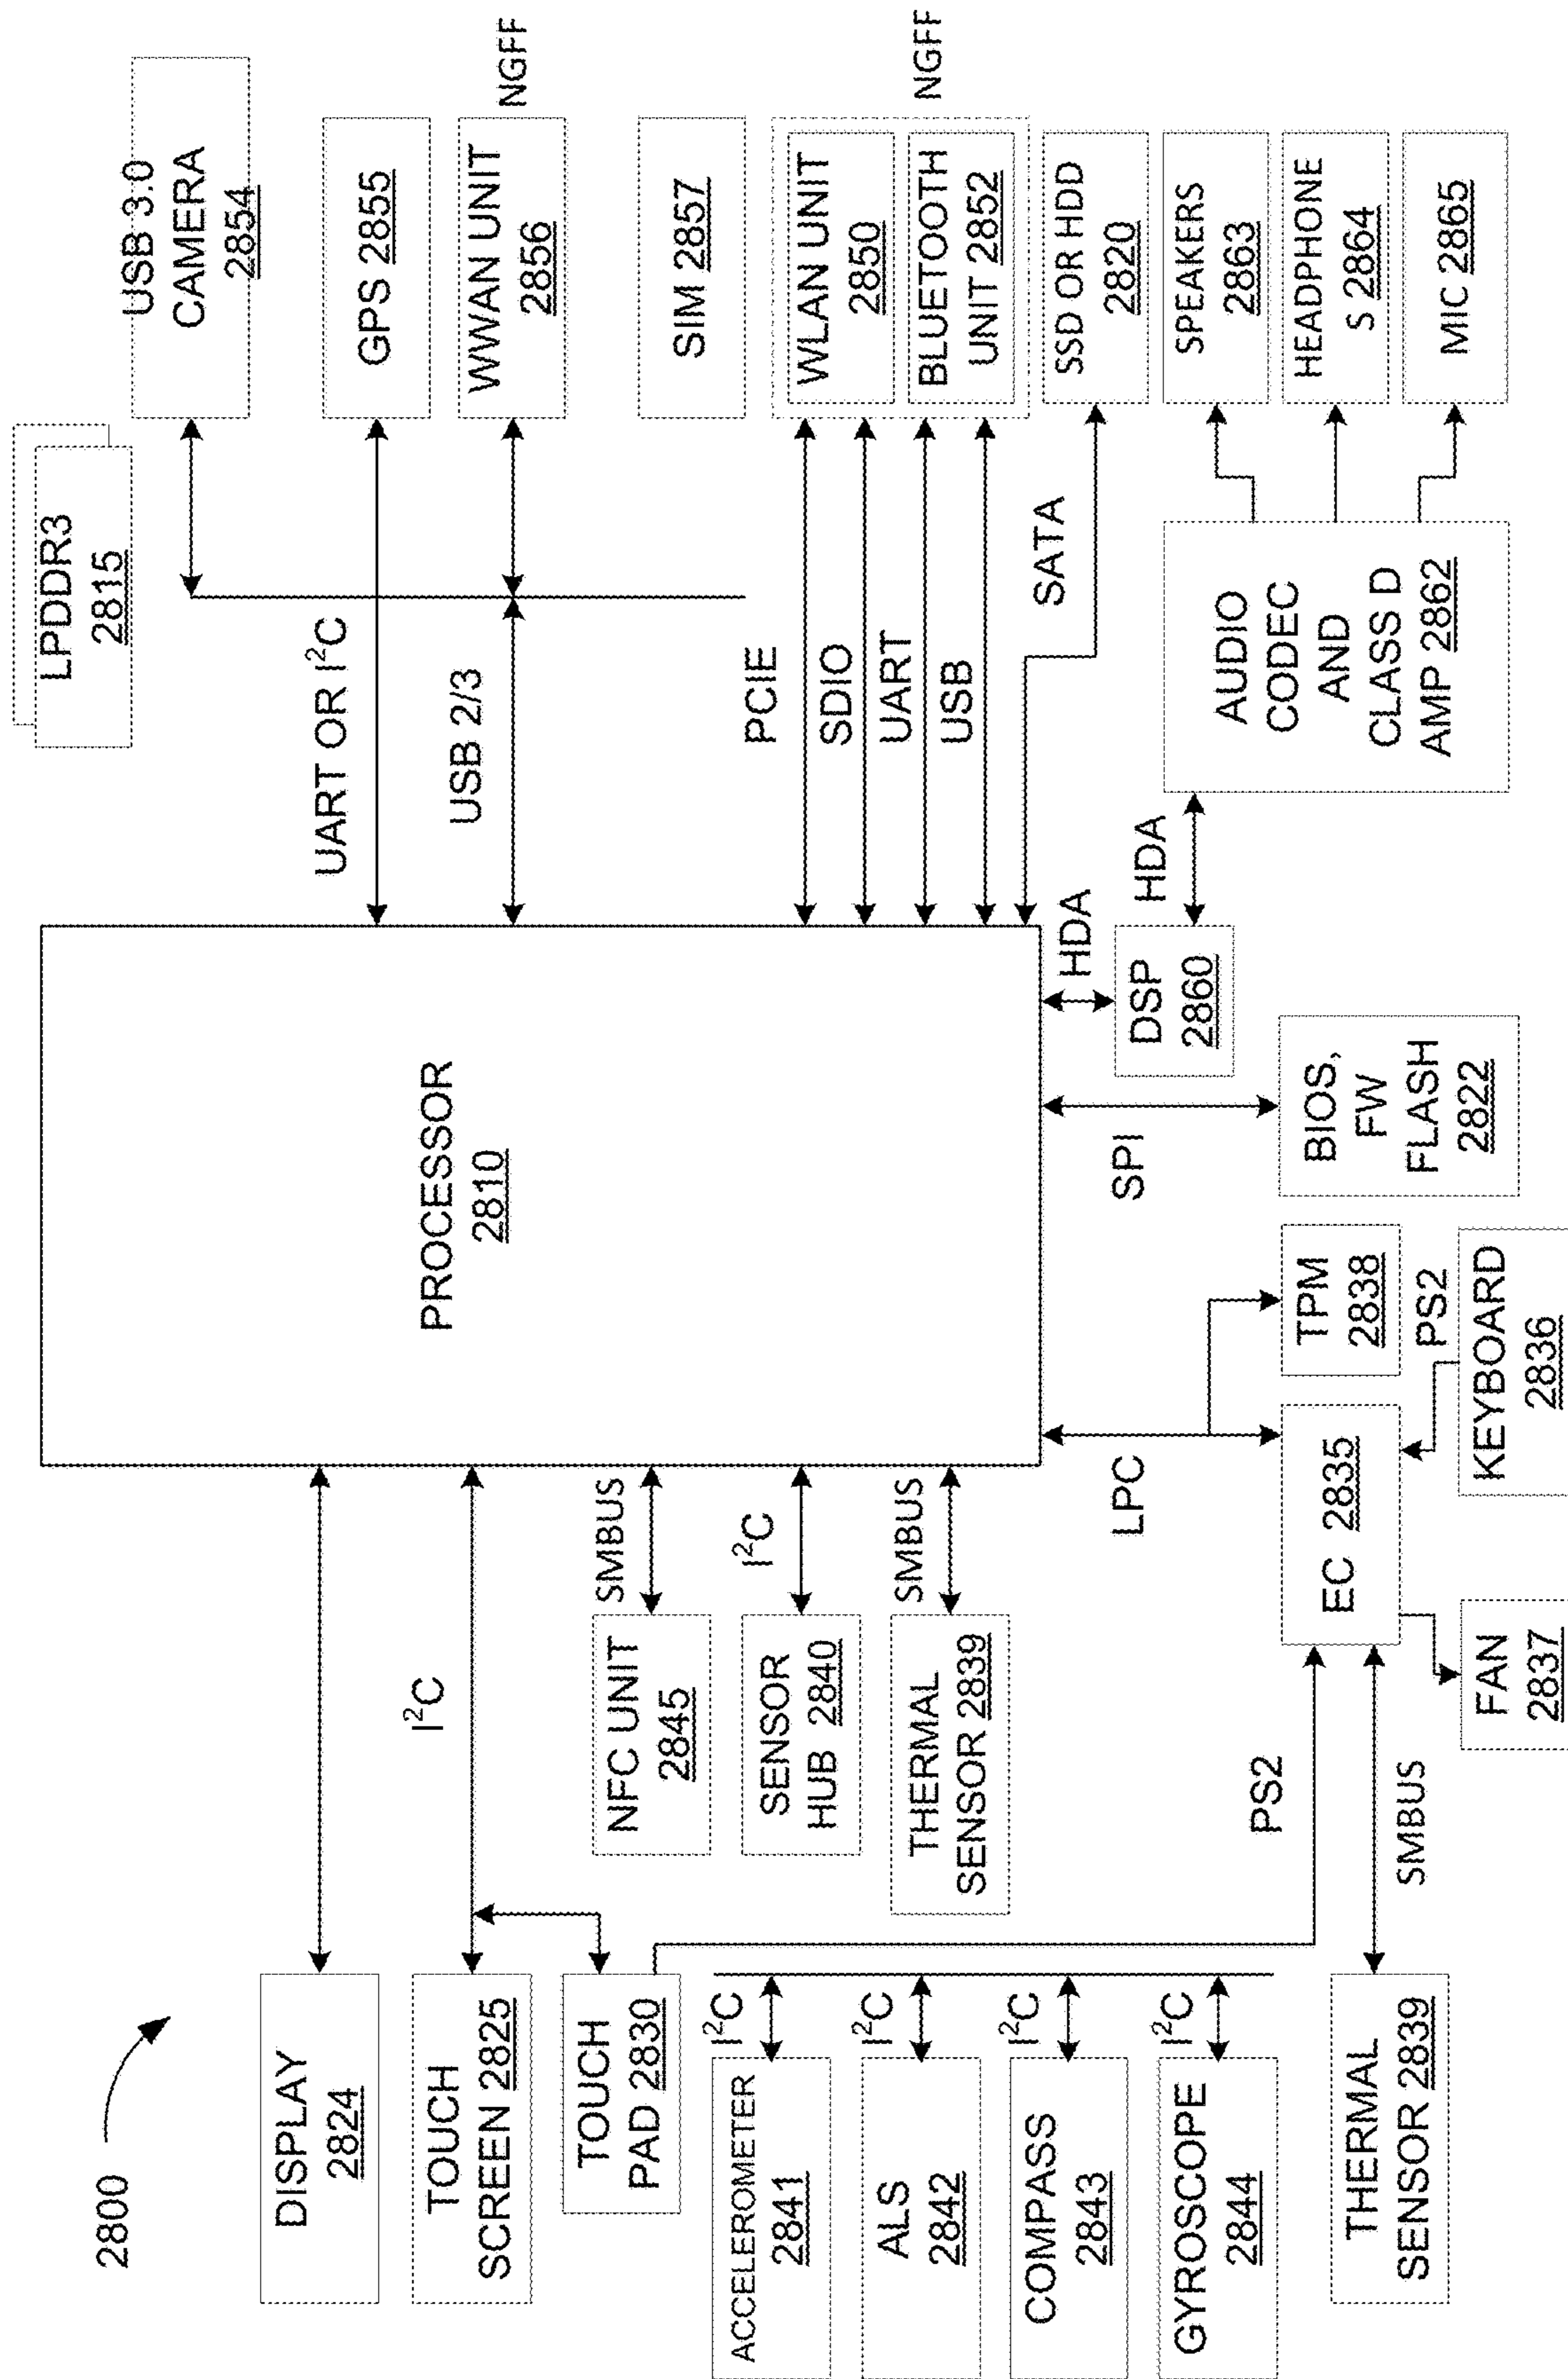 2800
DISPLAY
2824
TOUCH
SCREEN 2825
TOUCH
PAD 2830
ACCELEROMETER
2841
ALS
2842
COMPASS
2843
GYROSCOPE
2844
THERMAL
SENSOR 2839
I²C
I²C
I²C
I²C
I²C
NFC UNIT
2845
SENSOR
HUB 2840
THERMAL
SENSOR 2839
SMBUS
I²C
SMBUS
PS2
SMBUS
FAN
2837
EC 2835
LPC
TPM
2838
PS2
KEYBOARD
2836
PROCESSOR
2810
SPI
BIOS,
FW
FLASH
2822
DSP
2860
HDA
HDA
AUDIO
CODEC
AND
CLASS D
AMP 2862
LPDDR3
2815
UART OR I²C
USB 2/3
PCIE
SDIO
UART
USB
SATA
USB 3.0
CAMERA
2854
GPS 2855
WWAN UNIT
2856
NGFF
SIM 2857
WLAN UNIT
2850
BLUETOOTH
UNIT 2852
NGFF
SSD OR HDD
2820
SPEAKERS
2863
HEADPHONE
S 2864
MIC 2865